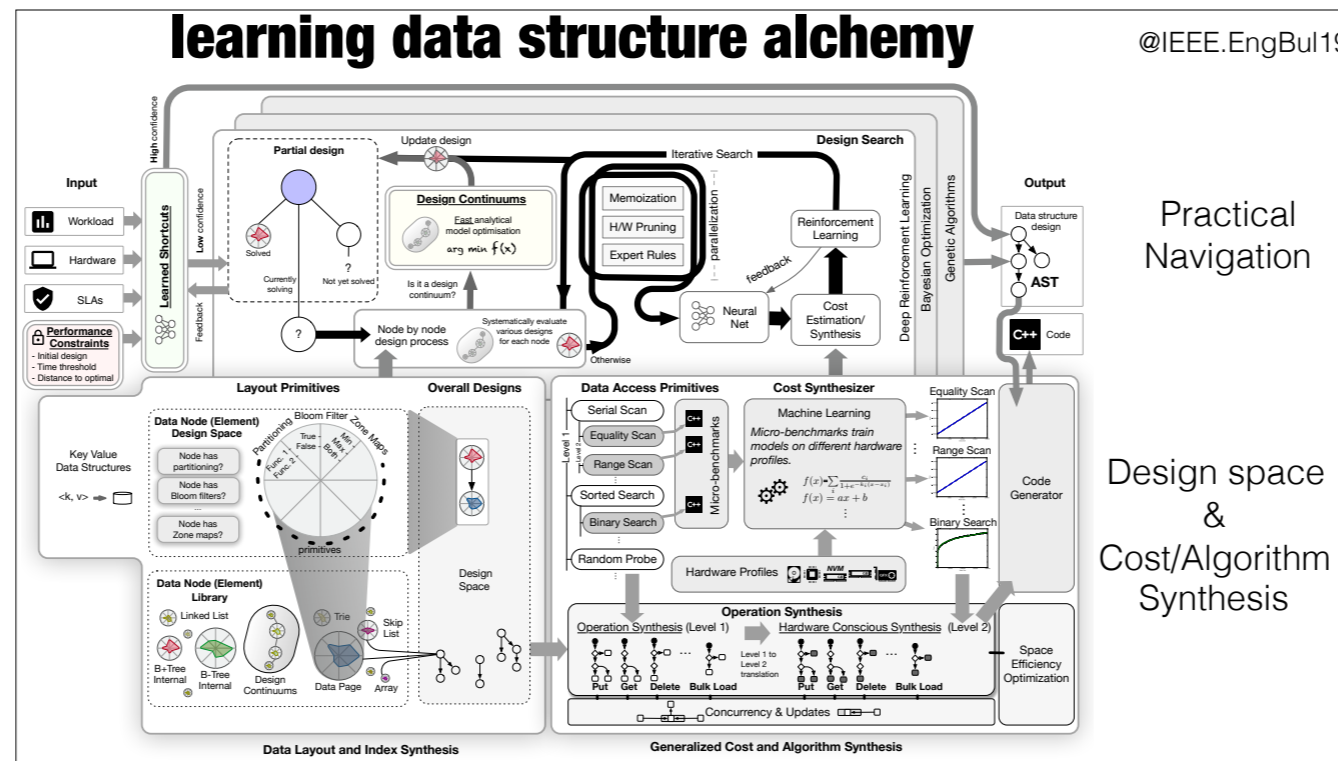 learning data structure alchemy
@IEEE.EngBul19
High confidence
Input
Workload
Hardware
SLAs
Performance
Constraints
- Initial design
- Time threshold
- Distance to optimal
Learned Shortcuts
Low confidence
Feedback
Partial design
Solved
Currently
solving
?
Not yet solved
?
Update design
Design Continuums
Fast analytical
model optimisation
arg min f(x)
Is it a design
continuum?
Node by node
design process
Systematically evaluate
various designs
for each node
Otherwise
Iterative Search
Memoization
H/W Pruning
Expert Rules
parallelization
Design Search
Reinforcement
Learning
feedback
Neural
Net
Cost
Estimation/
Synthesis
Deep Reinforcement Learning
Bayesian Optimization
Genetic Algorithms
Output
Data structure
design
AST
C++
Code
Practical
Navigation
Key Value
Data Structures
<k, v>
Layout Primitives
Data Node (Element)
Design Space
Node has
partitioning?
Node has
Bloom filters?
...
Node has
Zone maps?
Partitioning
Bloom Filter
Zone Maps
True
False
Min
Max
Both
Func. 1
Func. 2
primitives
Overall Designs
Design
Space
Data Node (Element)
Library
Linked List
B+Tree
Internal
B-Tree
Internal
Design
Continuums
Trie
Data Page
Skip
List
Array
Data Layout and Index Synthesis
Data Access Primitives
Level 1
Level 2
Serial Scan
Equality Scan
Range Scan
Sorted Search
Binary Search
Random Probe
C++
C++
C++
Micro-benchmarks
Cost Synthesizer
Machine Learning
Micro-benchmarks train
models on different hardware
profiles.
f(x) = ax + b
⋮
Hardware Profiles
NVM
Equality Scan
⋮
Range Scan
⋮
Binary Search
Code
Generator
Operation Synthesis
Operation Synthesis (Level 1)
Put Get Delete ... Bulk Load
Level 1 to
Level 2
translation
Hardware Conscious Synthesis (Level 2)
Put Get Delete ... Bulk Load
Concurrency & Updates
Space
Efficiency
Optimization
Generalized Cost and Algorithm Synthesis
Design space
&
Cost/Algorithm
Synthesis